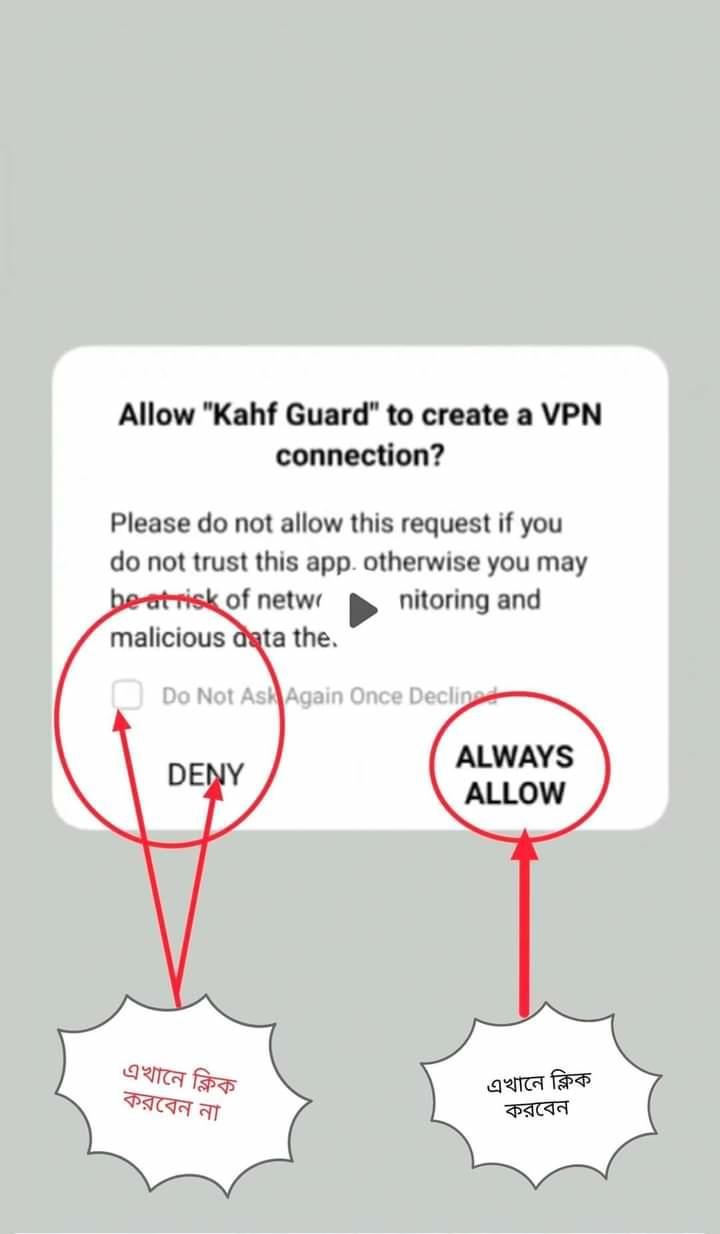 Allow "Kahf Guard" to create a VPN
connection?
Please do not allow this request if you
do not trust this app. otherwise you may
be at risk of netw nitoring and
malicious data the.
Do Not Ask Again Once Declined
DENY
ALWAYS
ALLOW
এখানে ক্লিক
করবেন না
এখানে ক্লিক
করবেন